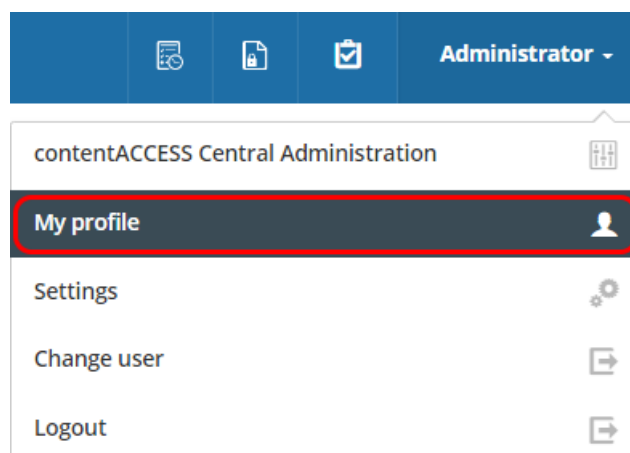 Administrator
contentACCESS Central Administration
My profile
Settings
Change user
Logout